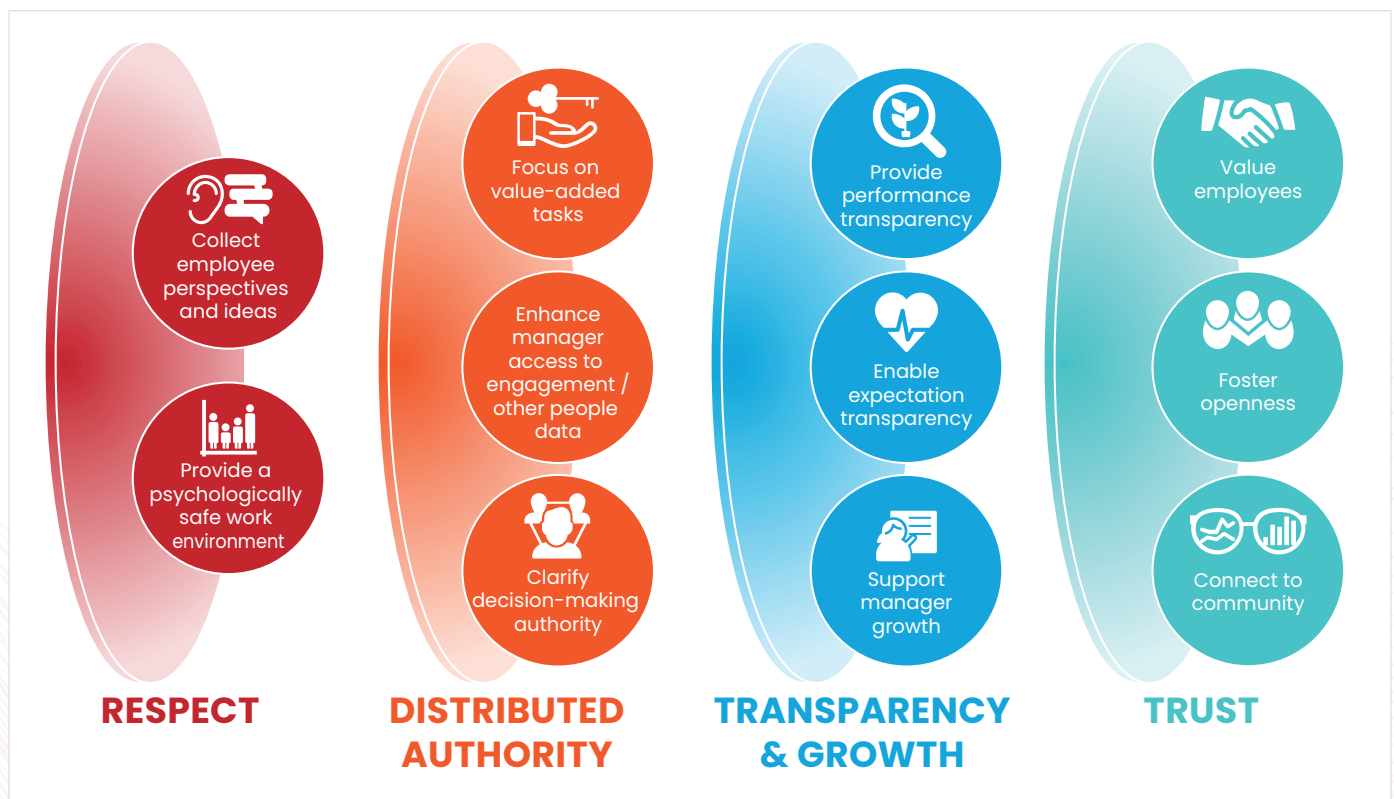 Collect
employee
perspectives
and ideas
Provide a
psychologically
safe work
environment
RESPECT
Focus on
value-added
tasks
Enhance
manager
access to
engagement /
other people
data
Clarify
decision-making
authority
DISTRIBUTED
AUTHORITY
Provide
performance
transparency
Enable
expectation
transparency
Support
manager
growth
TRANSPARENCY
& GROWTH
Value
employees
Foster
openness
Connect to
community
TRUST